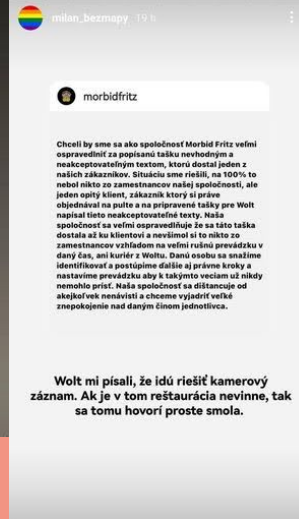 milan_bezmapy 19 h
morbidfritz
Chceli by sme sa ako spoločnosť Morbid Fritz veľmi
ospravedlniť za popísanú tašku nevhodným a
neakceptovateľným textom, ktorú dostal jeden z
našich zákazníkov. Situáciu sme riešili, na 100% to
nebol nikto zo zamestnancov našej spoločnosti, ale
jeden opitý klient, zákazník ktorý si práve
objednával na pulte a na pripravené tašky pre Wolt
napísal tieto neakceptovateľné texty. Naša
spoločnosť sa veľmi ospravedlňuje že sa táto taška
dostala až ku klientovi a nevšimol si to nikto zo
zamestnancov vzhľadom na veľmi rušnú prevádzku v
daný čas, ani kuriér z Woltu. Danú osobu sa snažíme
identifikovať a postúpime ďalšie aj právne kroky a
nastavíme prevádzku aby k takýmto veciam už nikdy
nemohlo prísť. Naša spoločnosť sa dištancuje od
akejkoľvek nenávisti a chceme vyjadriť veľké
znepokojenie nad daným činom jednotlivca.
Wolt mi písali, že idú riešiť kamerový
záznam. Ak je v tom reštaurácia nevinne, tak
sa tomu hovorí proste smola.